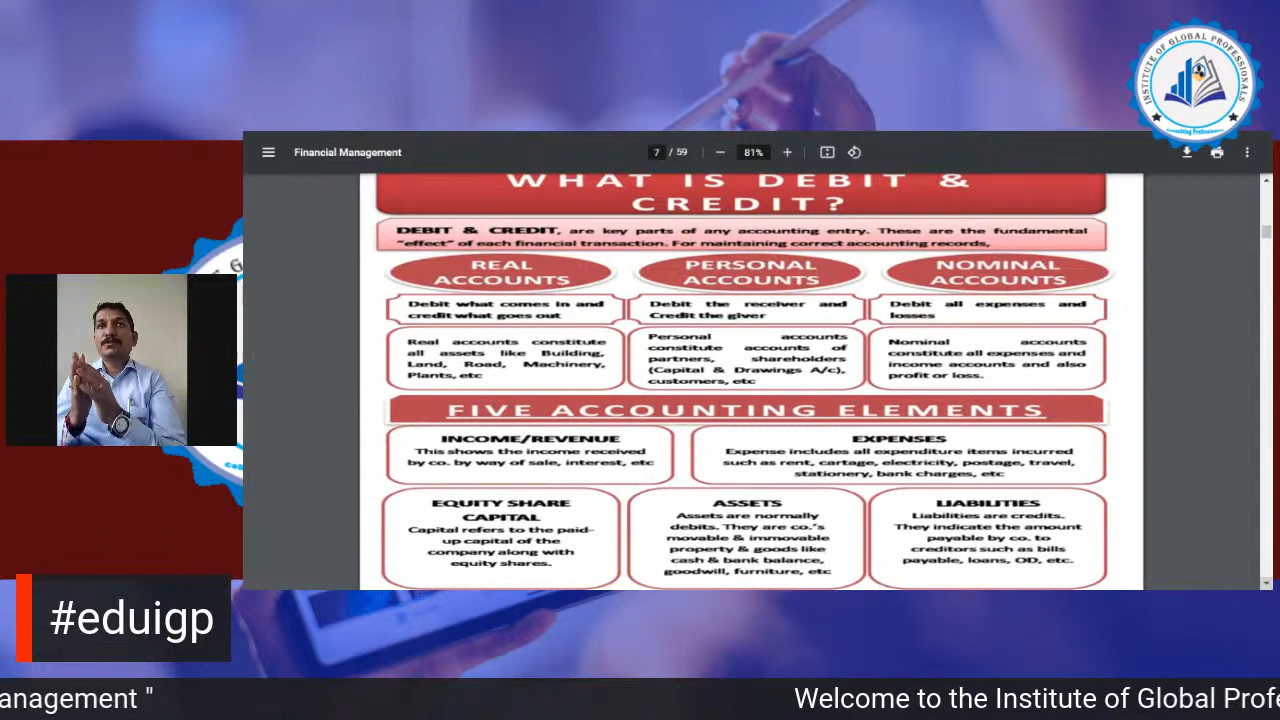 INSTITUTE OF GLOBAL PROFESSIONALS
Accounting Professionals
Financial Management
7 / 59
81%
WHAT IS DEBIT &
CREDIT?
DEBIT & CREDIT, are key parts of any accounting entry. These are the fundamental
"effect" of each financial transaction. For maintaining correct accounting records,
REAL
ACCOUNTS
Debit what comes in and
credit what goes out
Real accounts constitute
all assets like Building,
Land, Road, Machinery,
Plants, etc
PERSONAL
ACCOUNTS
Debit the receiver and
Credit the giver
Personal accounts
constitute accounts of
partners, shareholders
(Capital & Drawings A/c),
customers, etc
NOMINAL
ACCOUNTS
Debit all expenses and
losses
Nominal accounts
constitute all expenses and
income accounts and also
profit or loss.
FIVE ACCOUNTING ELEMENTS
INCOME/REVENUE
This shows the income received
by co. by way of sale, interest, etc
EXPENSES
Expense includes all expenditure items incurred
such as rent, cartage, electricity, postage, travel,
stationery, bank charges, etc
EQUITY SHARE
CAPITAL
Capital refers to the paid-
up capital of the
company along with
equity shares.
ASSETS
Assets are normally
debits. They are co.'s
movable & immovable
property & goods like
cash & bank balance,
goodwill, furniture, etc
LIABILITIES
Liabilities are credits.
They indicate the amount
payable by co. to
creditors such as bills
payable, loans, OD, etc.
#eduigp
anagement "
Welcome to the Institute of Global Profe